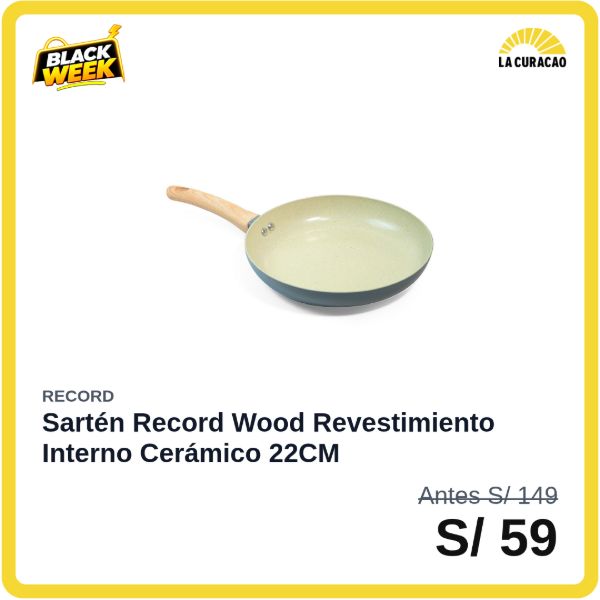 BLACK
WEEK
LA CURACAO
RECORD
Sartén Record Wood Revestimiento
Interno Cerámico 22CM
Antes S/ 149
S/ 59